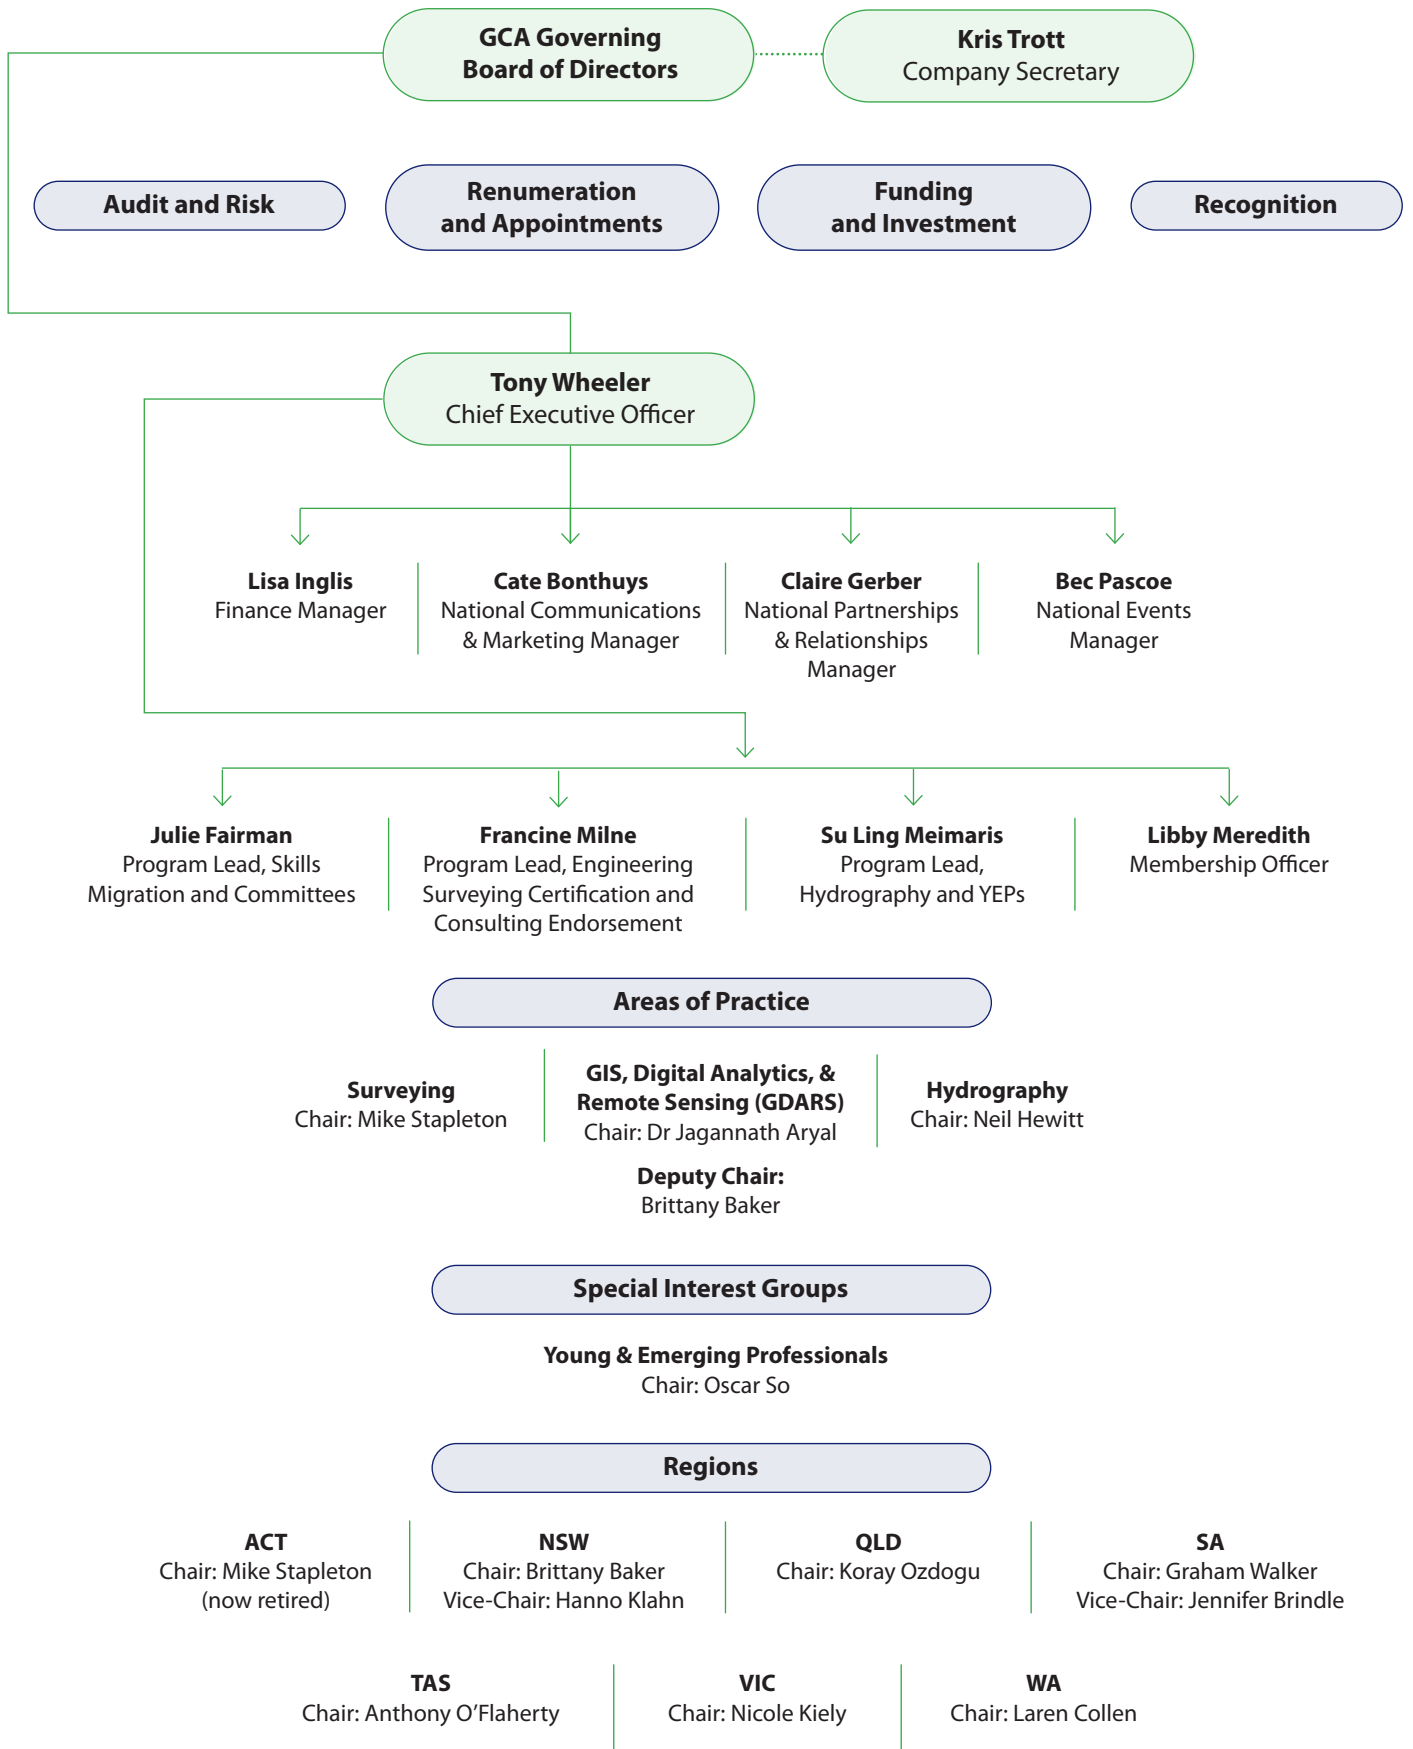 GCA Governing
Board of Directors
Kris Trott
Company Secretary
Audit and Risk
Renumeration
and Appointments
Funding
and Investment
Recognition
Tony Wheeler
Chief Executive Officer
Lisa Inglis
Finance Manager
Cate Bonthuys
National Communications
& Marketing Manager
Claire Gerber
National Partnerships
& Relationships
Manager
Bec Pascoe
National Events
Manager
Julie Fairman
Program Lead, Skills
Migration and Committees
Francine Milne
Program Lead, Engineering
Surveying Certification and
Consulting Endorsement
Su Ling Meimaris
Program Lead,
Hydrography and YEPs
Libby Meredith
Membership Officer
Areas of Practice
Surveying
Chair: Mike Stapleton
GIS, Digital Analytics, &
Remote Sensing (GDARS)
Chair: Dr Jagannath Aryal
Hydrography
Chair: Neil Hewitt
Deputy Chair:
Brittany Baker
Special Interest Groups
Young & Emerging Professionals
Chair: Oscar So
Regions
ACT
Chair: Mike Stapleton
(now retired)
NSW
Chair: Brittany Baker
Vice-Chair: Hanno Klahn
QLD
Chair: Koray Ozdogu
SA
Chair: Graham Walker
Vice-Chair: Jennifer Brindle
TAS
Chair: Anthony O’Flaherty
VIC
Chair: Nicole Kiely
WA
Chair: Laren Collen